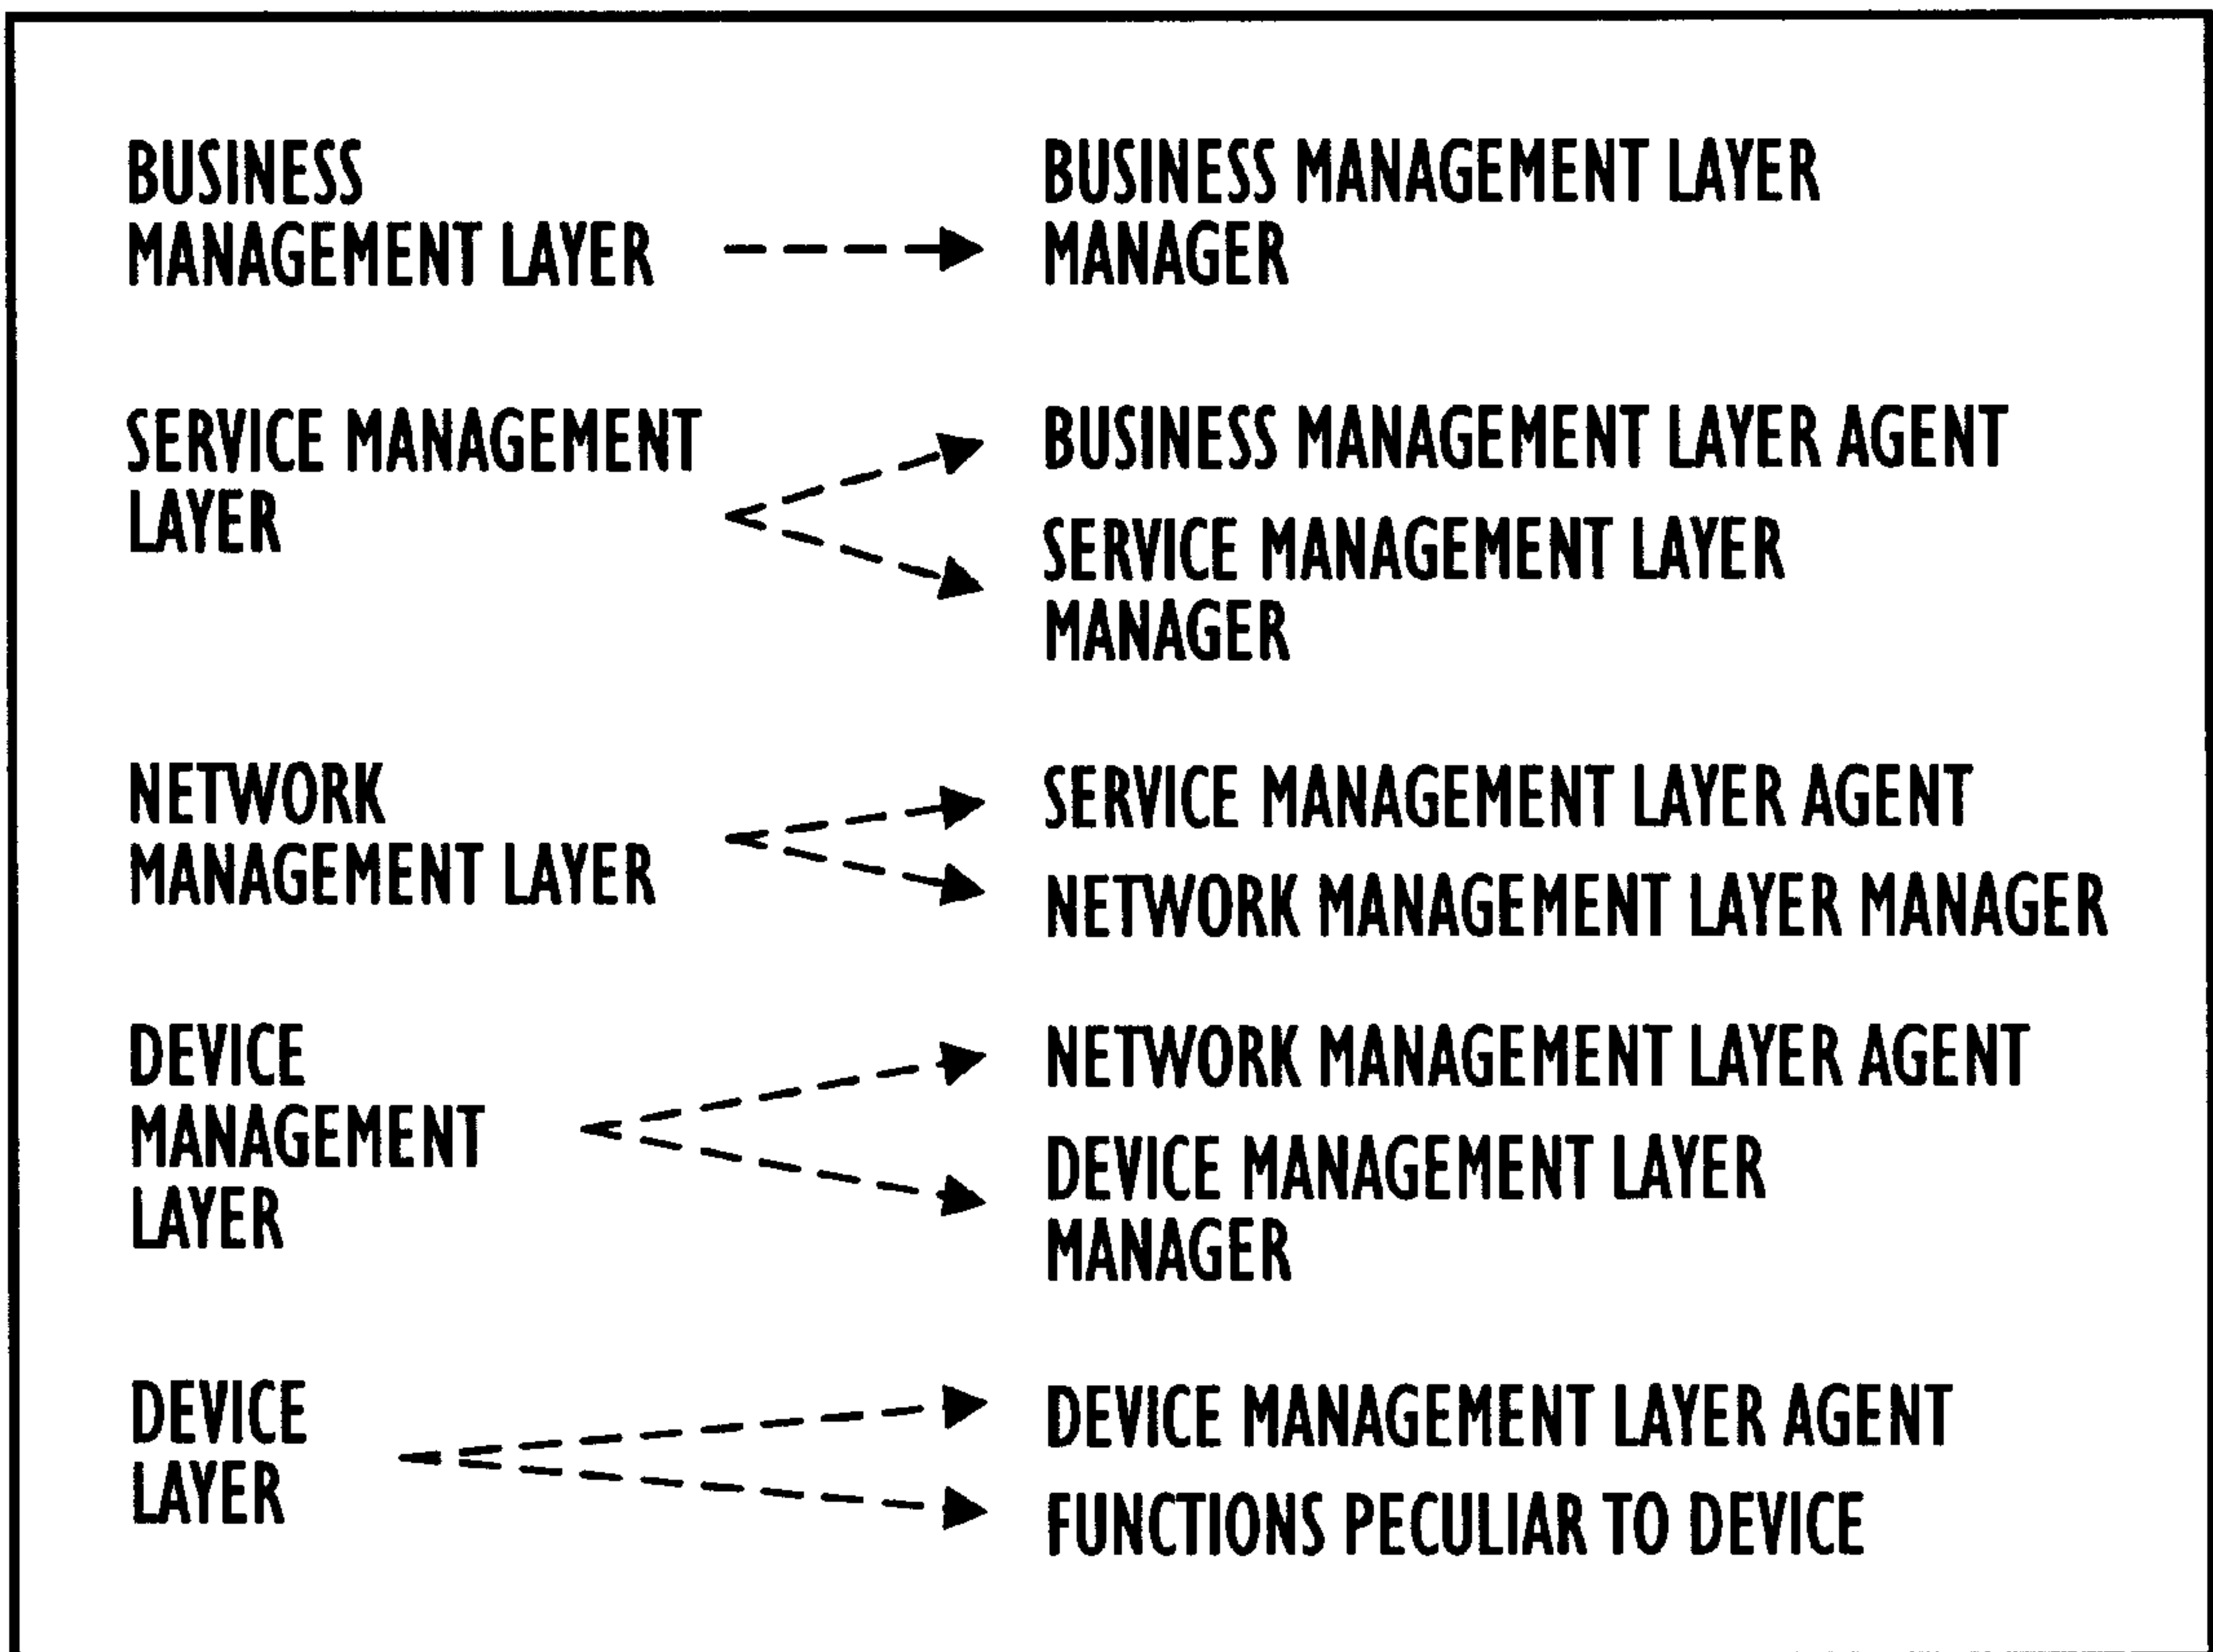 BUSINESS
MANAGEMENT LAYER
BUSINESS MANAGEMENT LAYER
MANAGER
SERVICE MANAGEMENT
LAYER
BUSINESS MANAGEMENT LAYER AGENT
SERVICE MANAGEMENT LAYER
MANAGER
NETWORK
MANAGEMENT LAYER
SERVICE MANAGEMENT LAYER AGENT
NETWORK MANAGEMENT LAYER MANAGER
DEVICE
MANAGEMENT
LAYER
NETWORK MANAGEMENT LAYER AGENT
DEVICE MANAGEMENT LAYER
MANAGER
DEVICE
LAYER
DEVICE MANAGEMENT LAYER AGENT
FUNCTIONS PECULIAR TO DEVICE